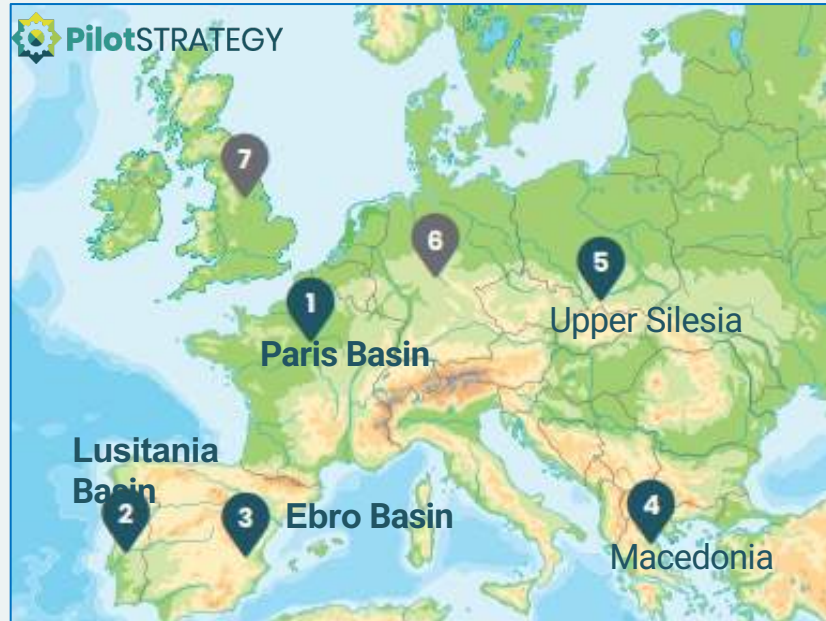 PilotSTRATEGY
7
6
5
Upper Silesia
1
Paris Basin
Lusitania
Basin
2
3
Ebro Basin
4
Macedonia